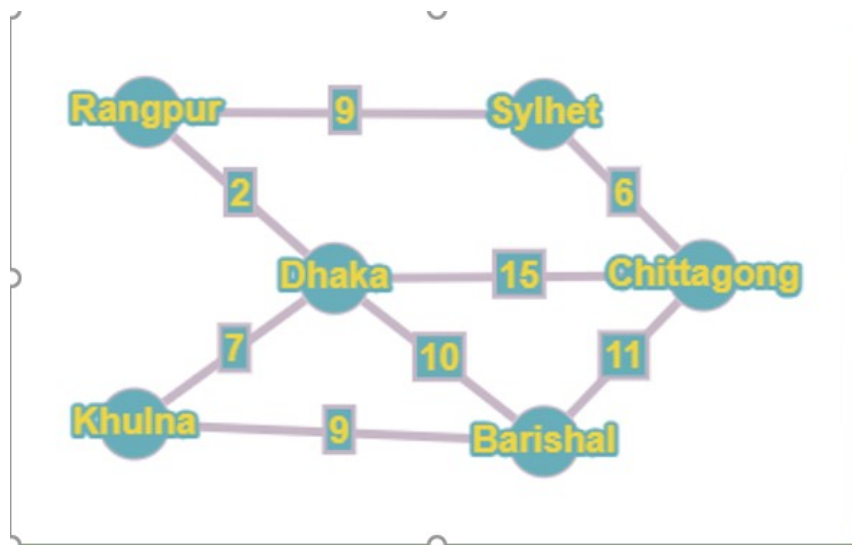 Rangpur 9 Sylhet
2 6
Dhaka 15 Chittagong
7 10 11
Khulna 9 Barishal